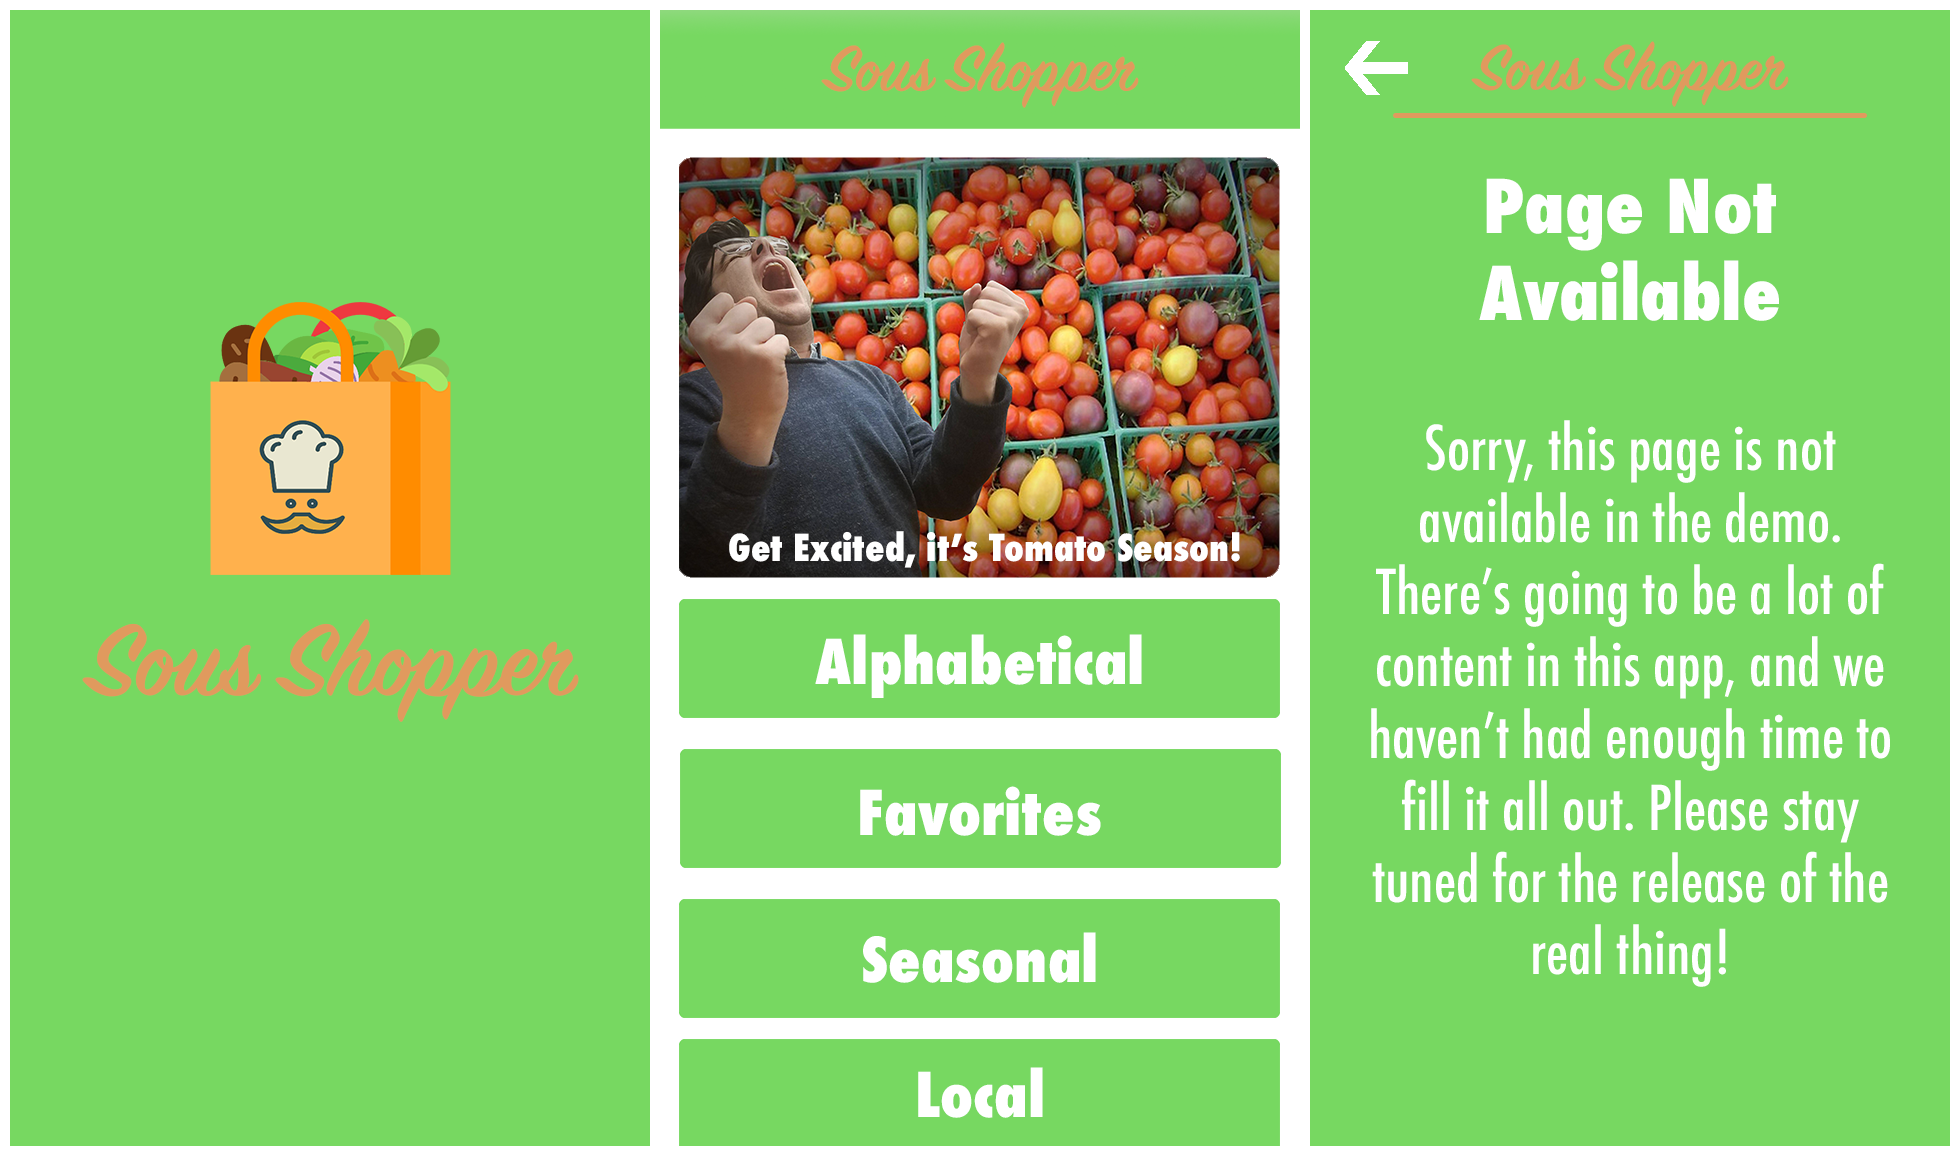 Sous Shopper
Sous Shopper
Get Excited, it's Tomato Season!
Alphabetical
Favorites
Seasonal
Local
Sous Shopper
Page Not
Available
Sorry, this page is not
available in the demo.
There's going to be a lot of
content in this app, and we
haven't had enough time to
fill it all out. Please stay
tuned for the release of the
real thing!